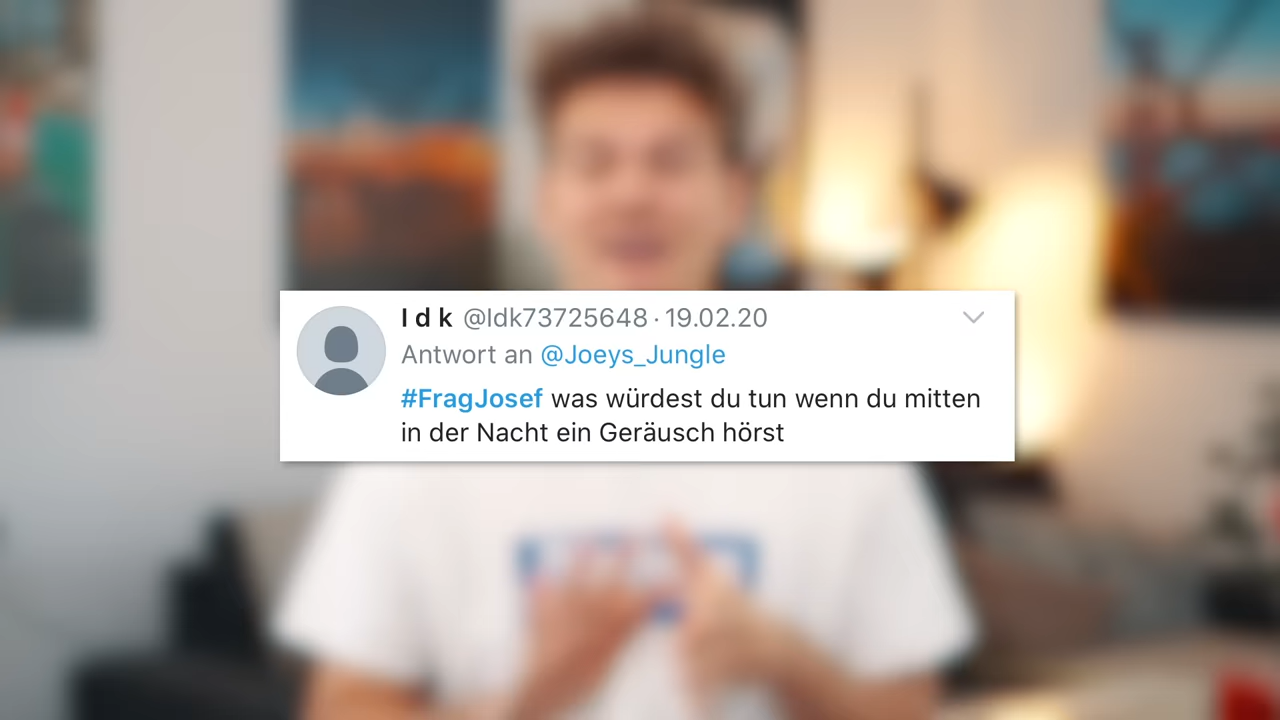 I d k @Idk73725648 · 19.02.20
Antwort an @Joeys_Jungle
#FragJosef was würdest du tun wenn du mitten
in der Nacht ein Geräusch hörst